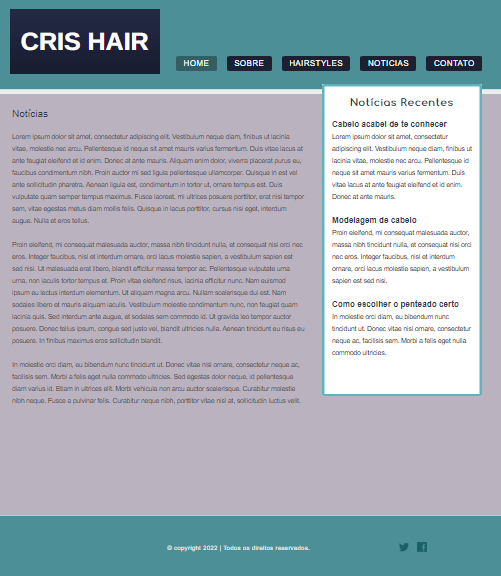 CRIS HAIR
HOME SOBRE HAIRSTYLES NOTICIAS CONTATO
Notícias
Lorem ipsum dolor sit amet, consectetur adipiscing elit. Vestibulum neque diam, finibus ut lacinia
vitae, molestie nec arcu. Pellentesque id neque sit amet mauris varius fermentum. Duis vitae lacus at
ante feugiat eleifend et id enim. Donec at ante mauris. Aliquam enim dolor, viverra placerat purus eu,
faucibus condimentum nibh. Proin auctor mi sed ligula pellentesque ullamcorper. Quisque in est vel
ante sollicitudin pharetra. Aenean ligula est, condimentum in tortor ut, ornare tempus est. Duis
vulputate quam semper tempus maximus. Fusce laoreet, mi ultrices posuere porttitor, erat nisi tempor
sem, vitae egestas metus diam mollis felis. Quisque in lacus porttitor, cursus nisi eget, interdum
augue. Nulla et eros tellus.
Proin eleifend, mi consequat malesuada auctor, massa nibh tincidunt nulla, et consequat nisi orci nec
eros. Integer faucibus, nisl et interdum ornare, orci lacus molestie sapien, a vestibulum sapien est
sed nisi. Ut malesuada erat libero, blandit efficitur massa tempor ac. Pellentesque vulputate urna
urna, non iaculis tortor tempus et. Proin vitae eleifend risus, lacinia efficitur nunc. Nam euismod
ipsum eu lectus interdum elementum. Ut aliquam magna arcu. Nullam scelerisque dui est. Nam
sodales libero et mauris aliquam iaculis. Vestibulum molestie condimentum nunc, non feugiat quam
lacinia quis. Sed interdum ante augue, et sodales sem commodo id. Ut gravida leo tempor auctor
posuere. Donec tellus ipsum, congue sed justo vel, blandit ultricies nulla. Aenean tincidunt eu risus eu
posuere. In finibus maximus eros sollicitudin blandit.
In molestie orci diam, eu bibendum nunc tincidunt ut. Donec vitae nisl ornare, consectetur neque ac,
facilisis sem. Morbi a felis eget nulla commodo ultricies. Sed egestas dolor neque, id pellentesque
diam varius id. Etiam in ultrices elit. Morbi vehicula non arcu auctor scelerisque. Curabitur molestie
nibh neque. Fusce a pulvinar felis. Curabitur neque nibh, porttitor vitae nisl at, sollicitudin luctus velit.
Notícias Recentes
Cabelo acabei de te conhecer
Lorem ipsum dolor sit amet, consectetur
adipiscing elit. Vestibulum neque diam, finibus ut
lacinia vitae, molestie nec arcu. Pellentesque id
neque sit amet mauris varius fermentum. Duis
vitae lacus at ante feugiat eleifend et id enim.
Donec at ante mauris.
Modelagem de cabelo
Proin eleifend, mi consequat malesuada auctor,
massa nibh tincidunt nulla, et consequat nisi orci
nec eros. Integer faucibus, nisl et interdum
ornare, orci lacus molestie sapien, a vestibulum
sapien est sed nisi.
Como escolher o penteado certo
In molestie orci diam, eu bibendum nunc
tincidunt ut. Donec vitae nisl ornare, consectetur
neque ac, facilisis sem. Morbi a felis eget nulla
commodo ultricies.
© copyright 2022 | Todos os direitos reservados.